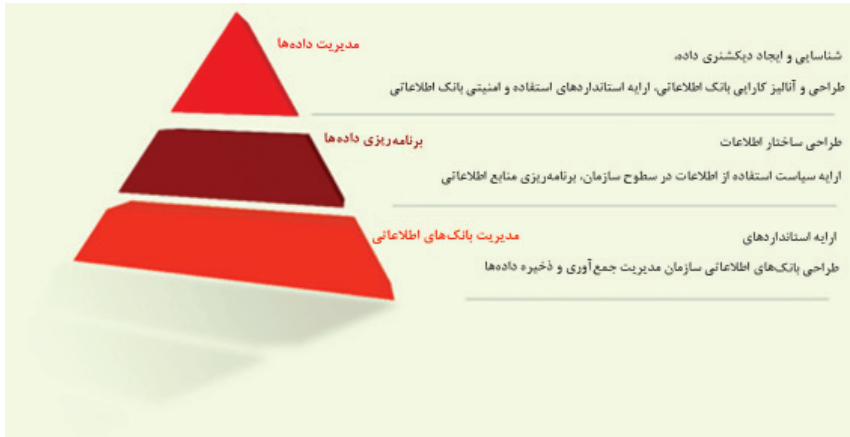 مدیریت داده‌ها
شناسایی و ایجاد دیکشنری داده،
طراحی و آنالیز کارایی بانک اطلاعاتی، ارایه استانداردهای استفاده و امنیتی بانک اطلاعاتی
برنامه‌ریزی داده‌ها
طراحی ساختار اطلاعات
ارایه سیاست استفاده از اطلاعات در سطوح سازمان، برنامه‌ریزی منابع اطلاعاتی
مدیریت بانک‌های اطلاعاتی
ارایه استانداردهای
طراحی بانک‌های اطلاعاتی سازمان مدیریت جمع‌آوری و ذخیره داده‌ها